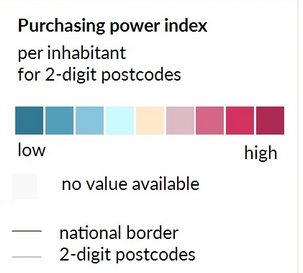 Purchasing power index
per inhabitant
for 2-digit postcodes
low high
no value available
national border
2-digit postcodes